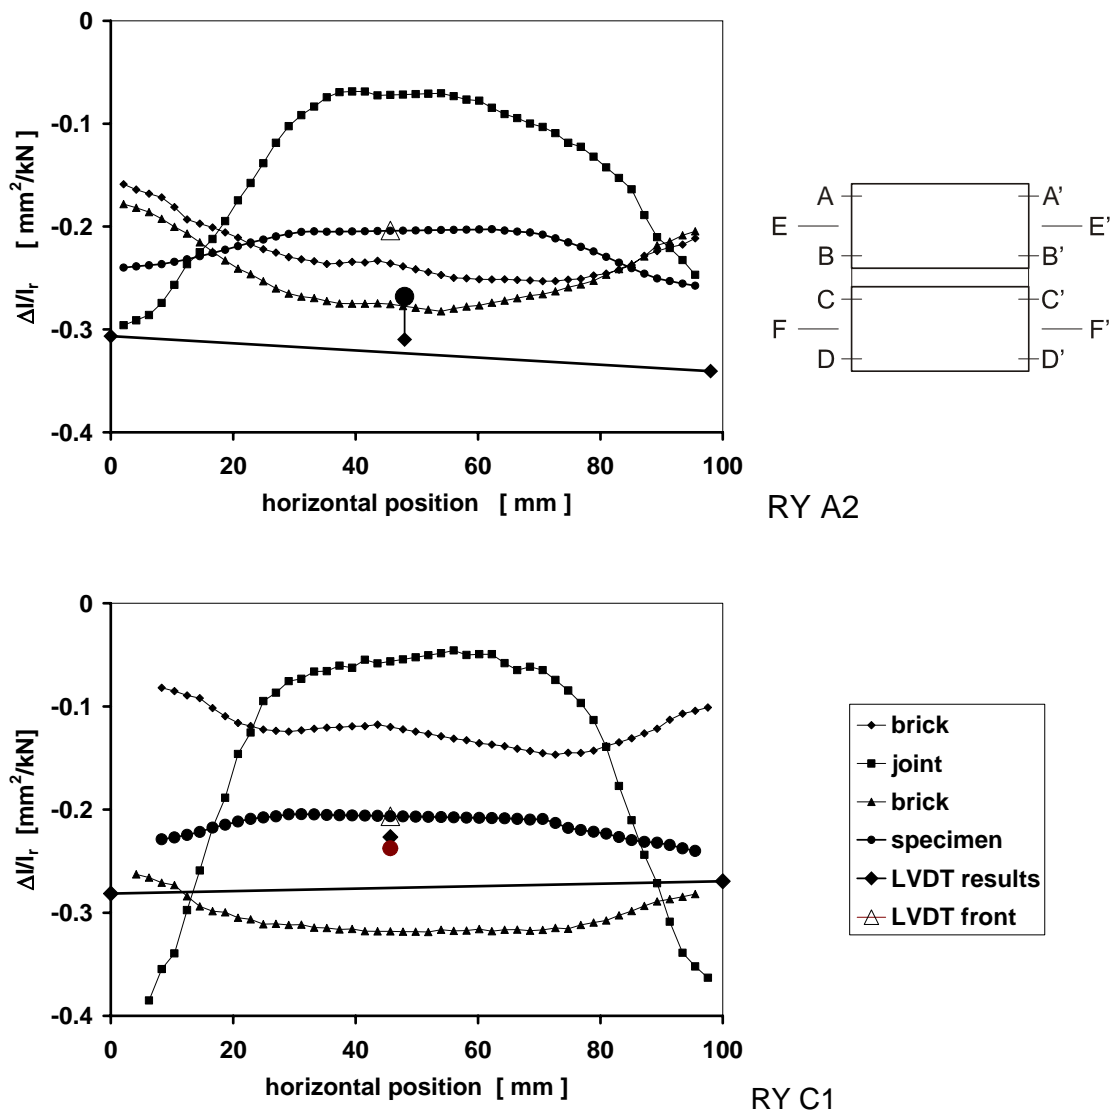 0
-0.1
-0.2
-0.3
-0.4
Δl/lr [ mm²/kN ]
0 20 40 60 80 100
horizontal position [ mm ]
A A'
E E'
B B'
C C'
F F'
D D'
RY A2
0
-0.1
-0.2
-0.3
-0.4
Δl/lr [mm²/kN]
0 20 40 60 80 100
horizontal position [ mm ]
brick
joint
brick
specimen
LVDT results
LVDT front
RY C1